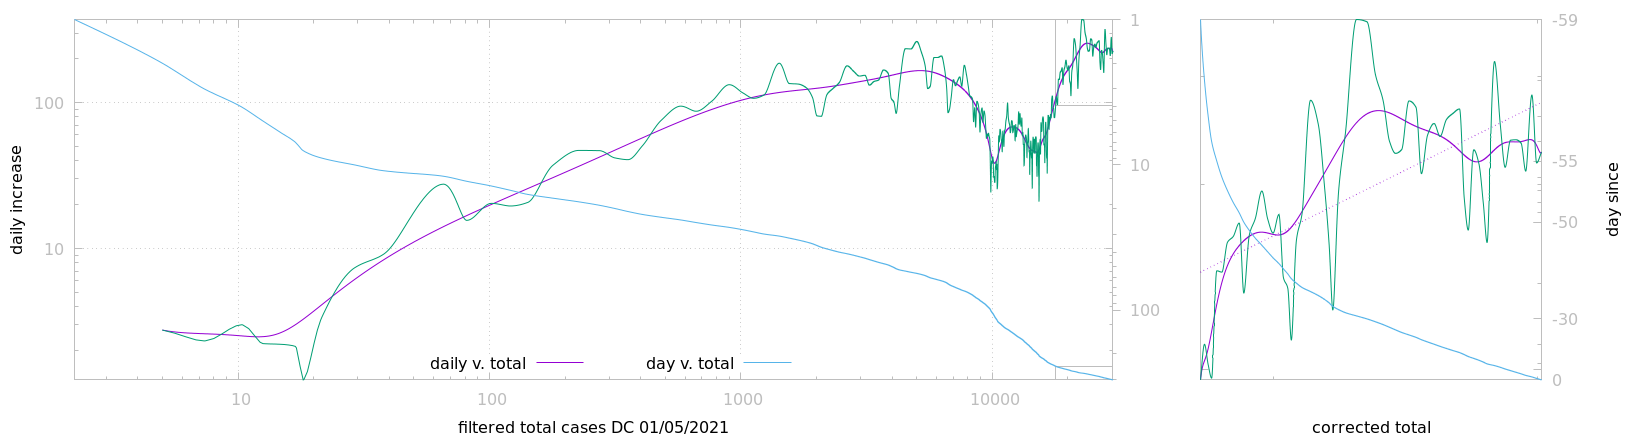 daily increase
100
10
1
10
100
daily v. total
day v. total
10
100
1000
10000
filtered total cases DC 01/05/2021
-59
-55
-50
-30
0
day since
corrected total